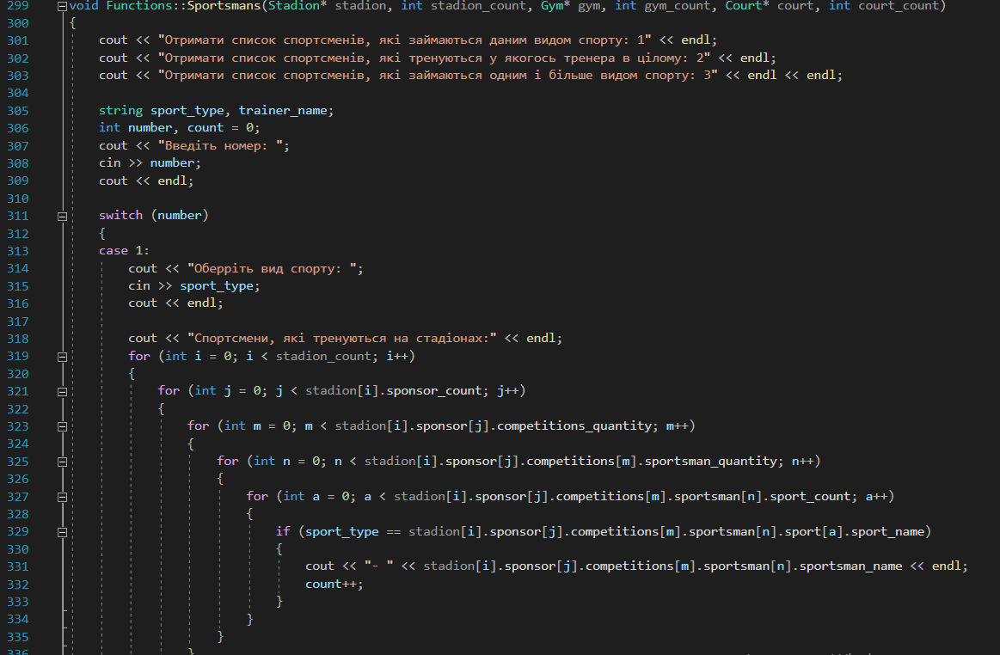 299 void Functions::Sportsmans(Stadion* stadion, int stadion_count, Gym* gym, int gym_count, Court* court, int court_count)
300 {
301 cout << "Отримати список спортсменів, які займаються даним видом спорту: 1" << endl;
302 cout << "Отримати список спортсменів, які тренуються у якогось тренера в цілому: 2" << endl;
303 cout << "Отримати список спортсменів, які займаються одним і більше видом спорту: 3" << endl << endl;
304
305 string sport_type, trainer_name;
306 int number, count = 0;
307 cout << "Введіть номер: ";
308 cin >> number;
309 cout << endl;
310
311 switch (number)
312 {
313 case 1:
314 cout << "Оберріть вид спорту: ";
315 cin >> sport_type;
316 cout << endl;
317
318 cout << "Спортсмени, які тренуються на стадіонах:" << endl;
319 for (int i = 0; i < stadion_count; i++)
320 {
321 for (int j = 0; j < stadion[i].sponsor_count; j++)
322 {
323 for (int m = 0; m < stadion[i].sponsor[j].competitions_quantity; m++)
324 {
325 for (int n = 0; n < stadion[i].sponsor[j].competitions[m].sportsman_quantity; n++)
326 {
327 for (int a = 0; a < stadion[i].sponsor[j].competitions[m].sportsman[n].sport_count; a++)
328 {
329 if (sport_type == stadion[i].sponsor[j].competitions[m].sportsman[n].sport[a].sport_name)
330 {
331 cout << "- " << stadion[i].sponsor[j].competitions[m].sportsman[n].sportsman_name << endl;
332 count++;
333 }
334 }
335 }
336 }